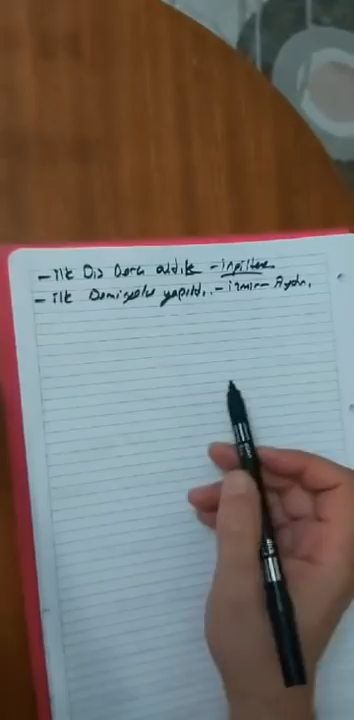 - İlk Dış Borç aldık - İngiltere
- İlk Demiryolu yapıldı.. - İzmir - Aydın.